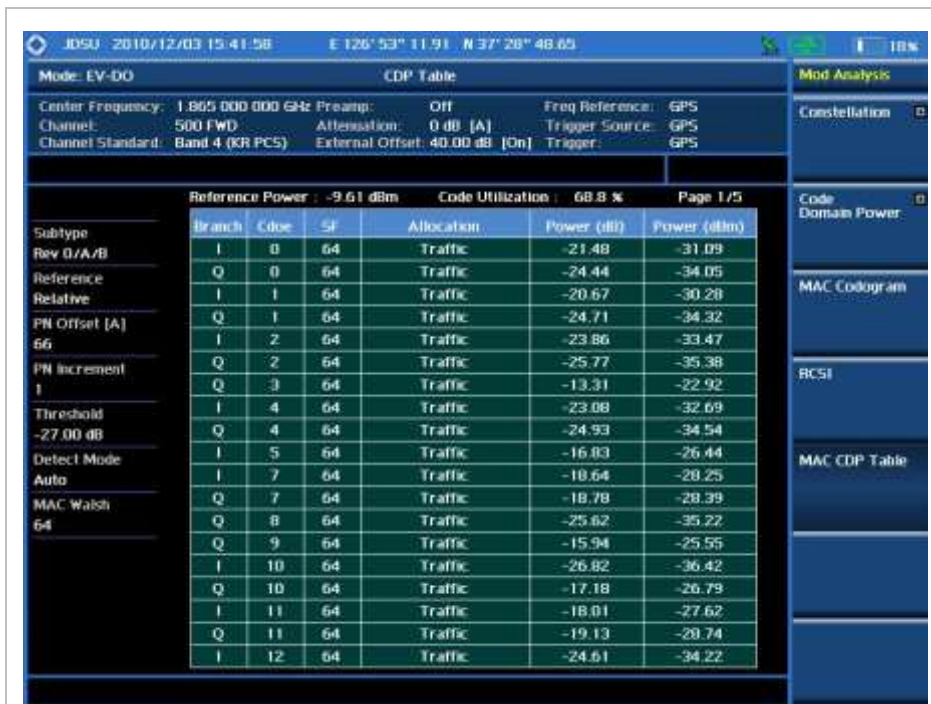 JDSU 2010/12/03 15:41:58 E 126° 53" 11.91 N 37° 28" 48.65 18%
Mode: EV-DO CDP Table Mod Analysis
Center Frequency: 1.865 000 000 GHz Preamp: Off Freq Reference: GPS
Channel: 500 FWD Attenuation: 0 dB [A] Trigger Source: GPS
Channel Standard: Band 4 (KR PCS) External Offset: 40.00 dB [On] Trigger: GPS
Reference Power : -9.61 dBm Code Utilization : 68.8 % Page 1/5
Subtype
Rev 0/A/B
Reference
Relative
PN Offset [A]
66
PN Increment
1
Threshold
-27.00 dB
Detect Mode
Auto
MAC Walsh
64
Branch Cdoe SF Allocation Power (dB) Power (dBm)
I 0 64 Traffic -21.48 -31.09
Q 0 64 Traffic -24.44 -34.05
I 1 64 Traffic -20.67 -30.28
Q 1 64 Traffic -24.71 -34.32
I 2 64 Traffic -23.86 -33.47
Q 2 64 Traffic -25.77 -35.38
Q 3 64 Traffic -13.31 -22.92
I 4 64 Traffic -23.08 -32.69
Q 4 64 Traffic -24.93 -34.54
I 5 64 Traffic -16.83 -26.44
I 7 64 Traffic -18.64 -28.25
Q 7 64 Traffic -18.78 -28.39
Q 8 64 Traffic -25.62 -35.22
Q 9 64 Traffic -15.94 -25.55
I 10 64 Traffic -26.82 -36.42
Q 10 64 Traffic -17.18 -26.79
I 11 64 Traffic -18.01 -27.62
Q 11 64 Traffic -19.13 -28.74
I 12 64 Traffic -24.61 -34.22
Constellation
Code
Domain Power
MAC Codogram
RCSI
MAC CDP Table